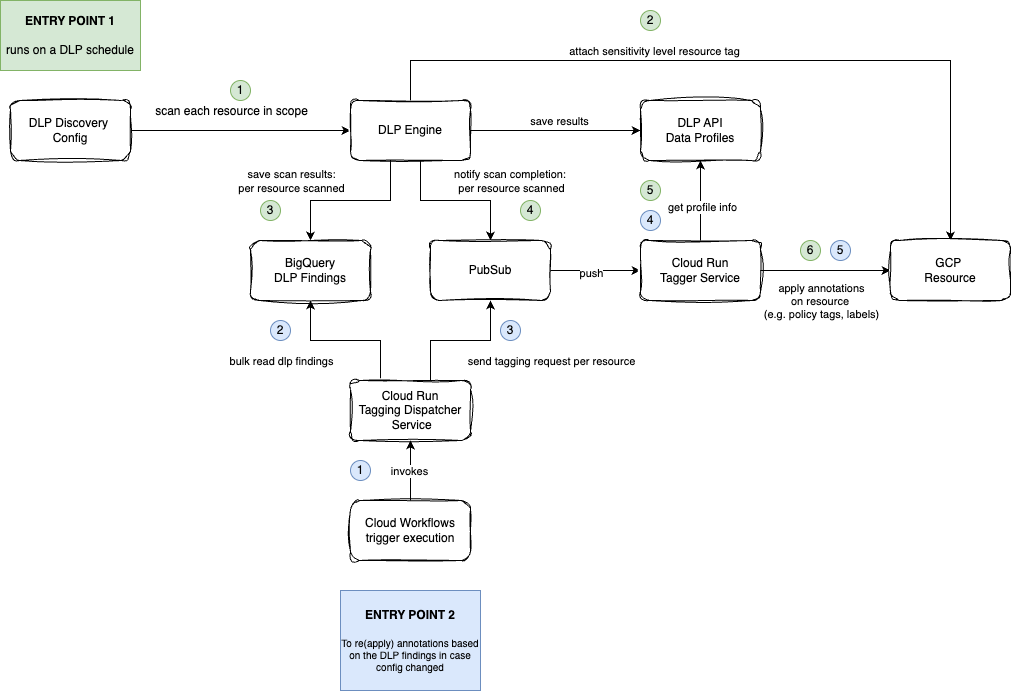 ENTRY POINT 1
runs on a DLP schedule
2
attach sensitivity level resource tag
1
scan each resource in scope
DLP Discovery
Config
DLP Engine
save results
DLP API
Data Profiles
save scan results:
per resource scanned
3
notify scan completion:
per resource scanned
4
5
get profile info
4
BigQuery
DLP Findings
PubSub
push
Cloud Run
Tagger Service
6
5
apply annotations
on resource
(e.g. policy tags, labels)
GCP
Resource
2
bulk read dlp findings
3
send tagging request per resource
Cloud Run
Tagging Dispatcher
Service
1
invokes
Cloud Workflows
trigger execution
ENTRY POINT 2
To re(apply) annotations based
on the DLP findings in case
config changed